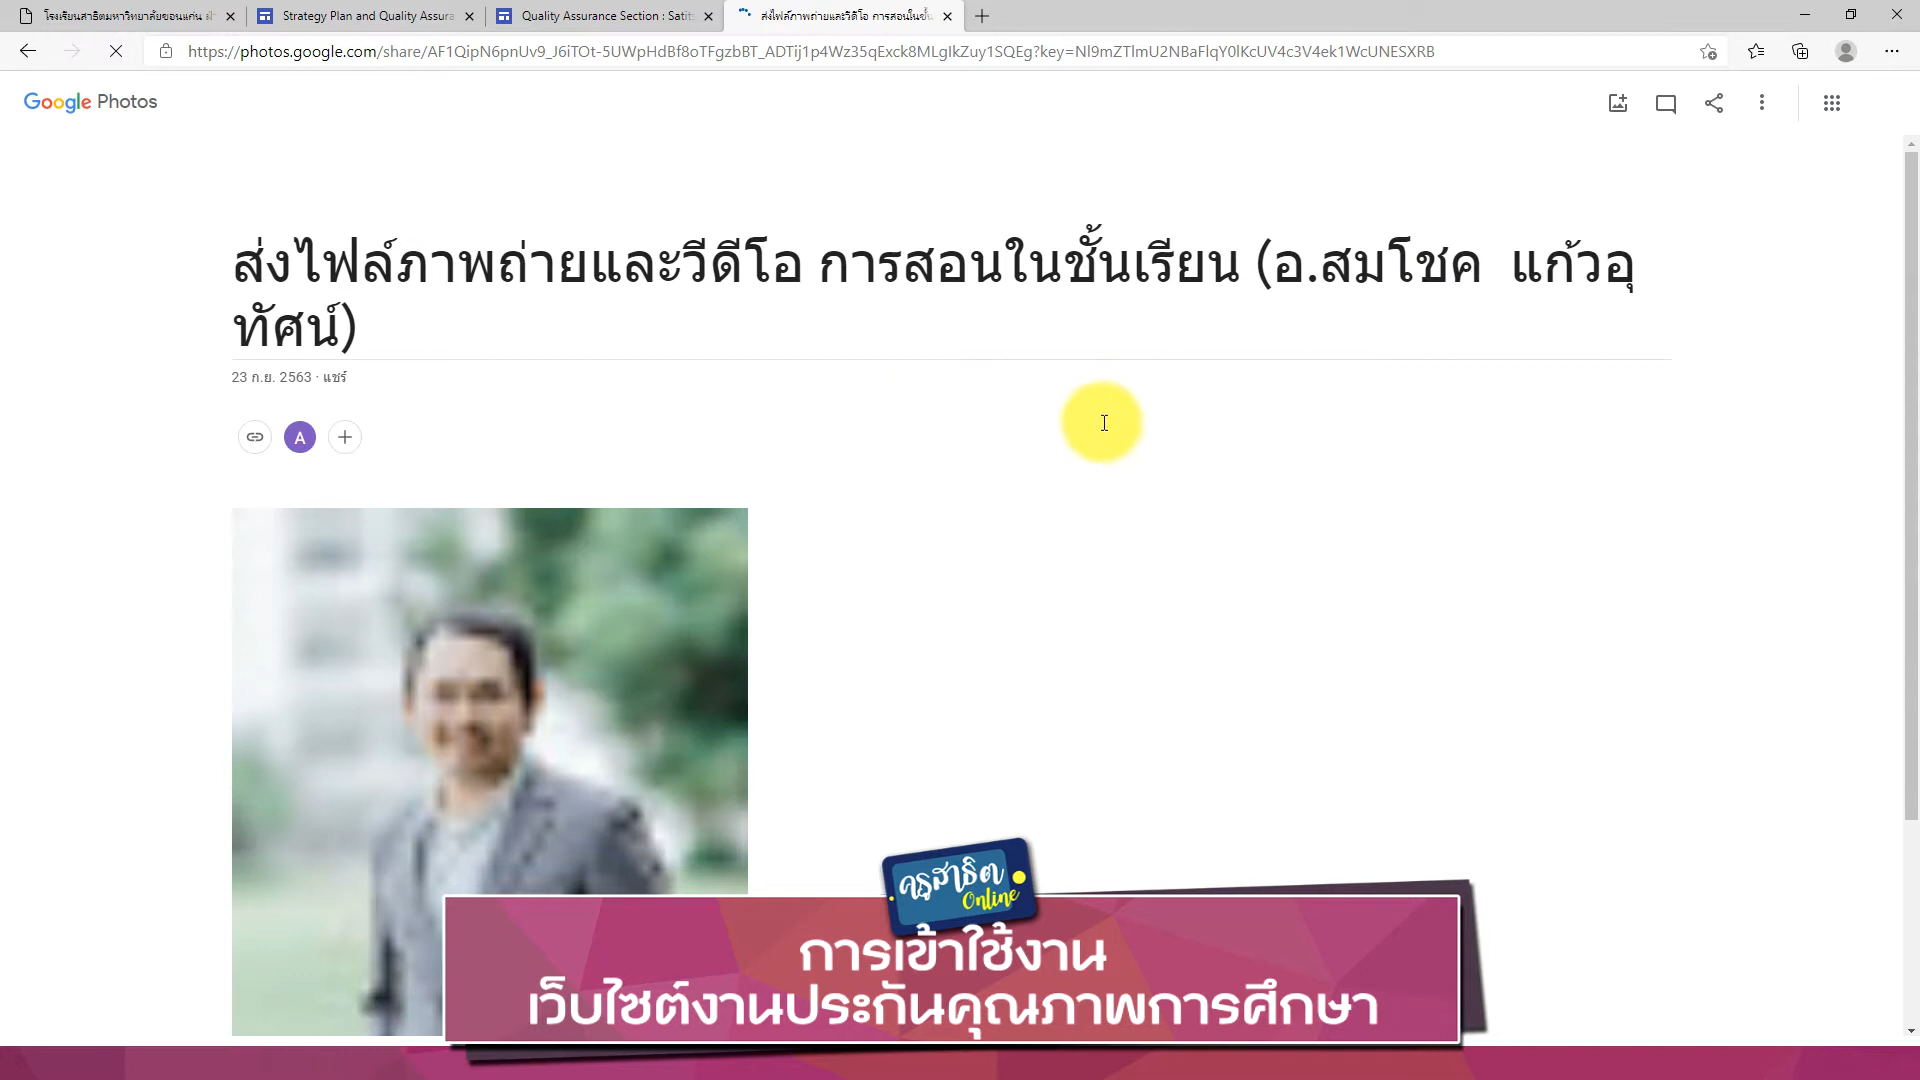 โรงเรียนสาธิตมหาวิทยาลัยขอนแก่น ฝ่
Strategy Plan and Quality Assura
Quality Assurance Section : Satit
ส่งไฟล์ภาพถ่ายและวีดีโอ การสอนในชั้น
https://photos.google.com/share/AF1QipN6pnUv9_J6iTOt-5UWpHdBf8oTFgzbBT_ADTij1p4Wz35qExck8MLgIkZuy1SQEg?key=Nl9mZTlmU2NBaFlqY0lKcUV4c3V4ek1WcUNESXRB
Google Photos
ส่งไฟล์ภาพถ่ายและวีดีโอ การสอนในชั้นเรียน (อ.สมโชค  แก้วอุ
ทัศน์)
23 ก.ย. 2563 · แชร์
A
ครูสาธิต
Online
การเข้าใช้งาน
เว็บไซต์งานประกันคุณภาพการศึกษา